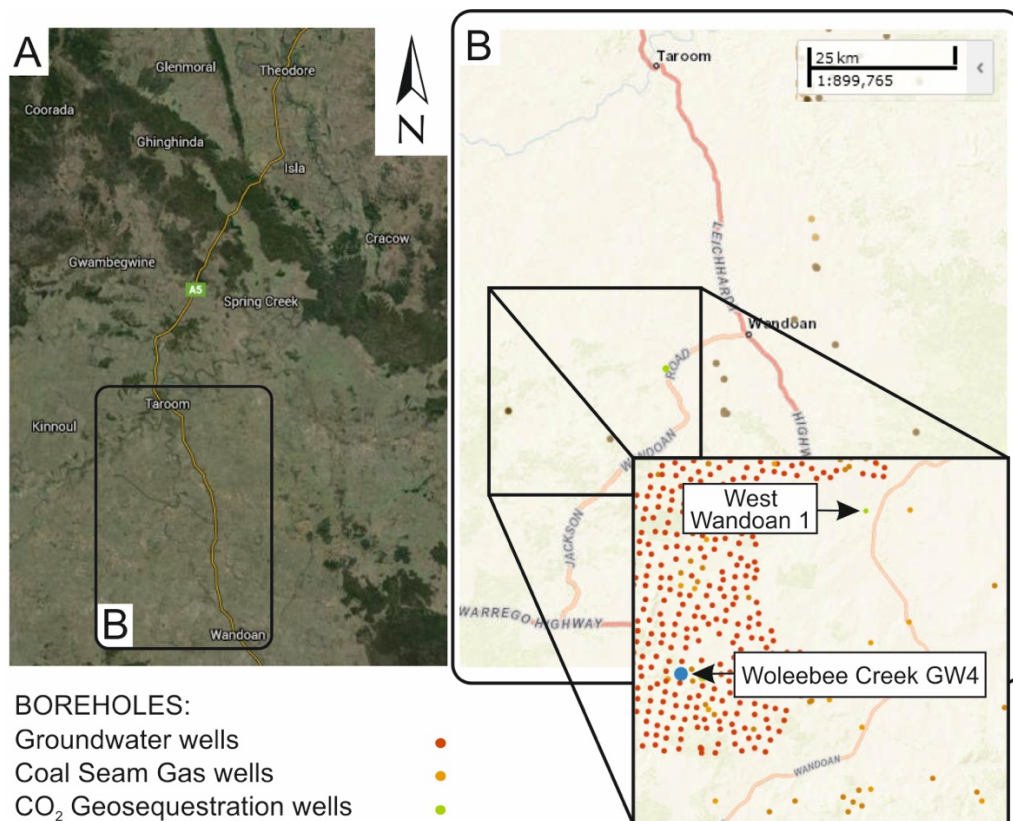 A
Glenmoral
Theodore
Coorada
Ghinghinda
Isla
N
Cracow
Gwambegwine
A5
Spring Creek
Taroom
Kinnoul
B
Wandoan
B
Taroom
25 km
1:899,765
LEICHHARDT
Wandoan
ROAD
WANDOAN
HIGHW
JACKSON
WARREGO HIGHWAY
West
Wandoan 1
Woleebee Creek GW4
WANDOAN
BOREHOLES:
Groundwater wells
Coal Seam Gas wells
CO₂ Geosequestration wells